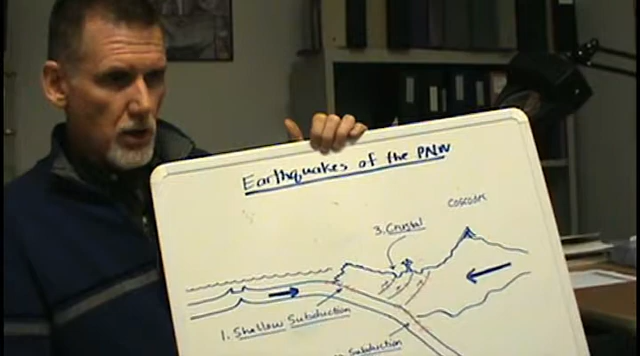 Earthquakes of the PNW
Cascades
3. Crustal
1. Shallow Subduction
Subduction